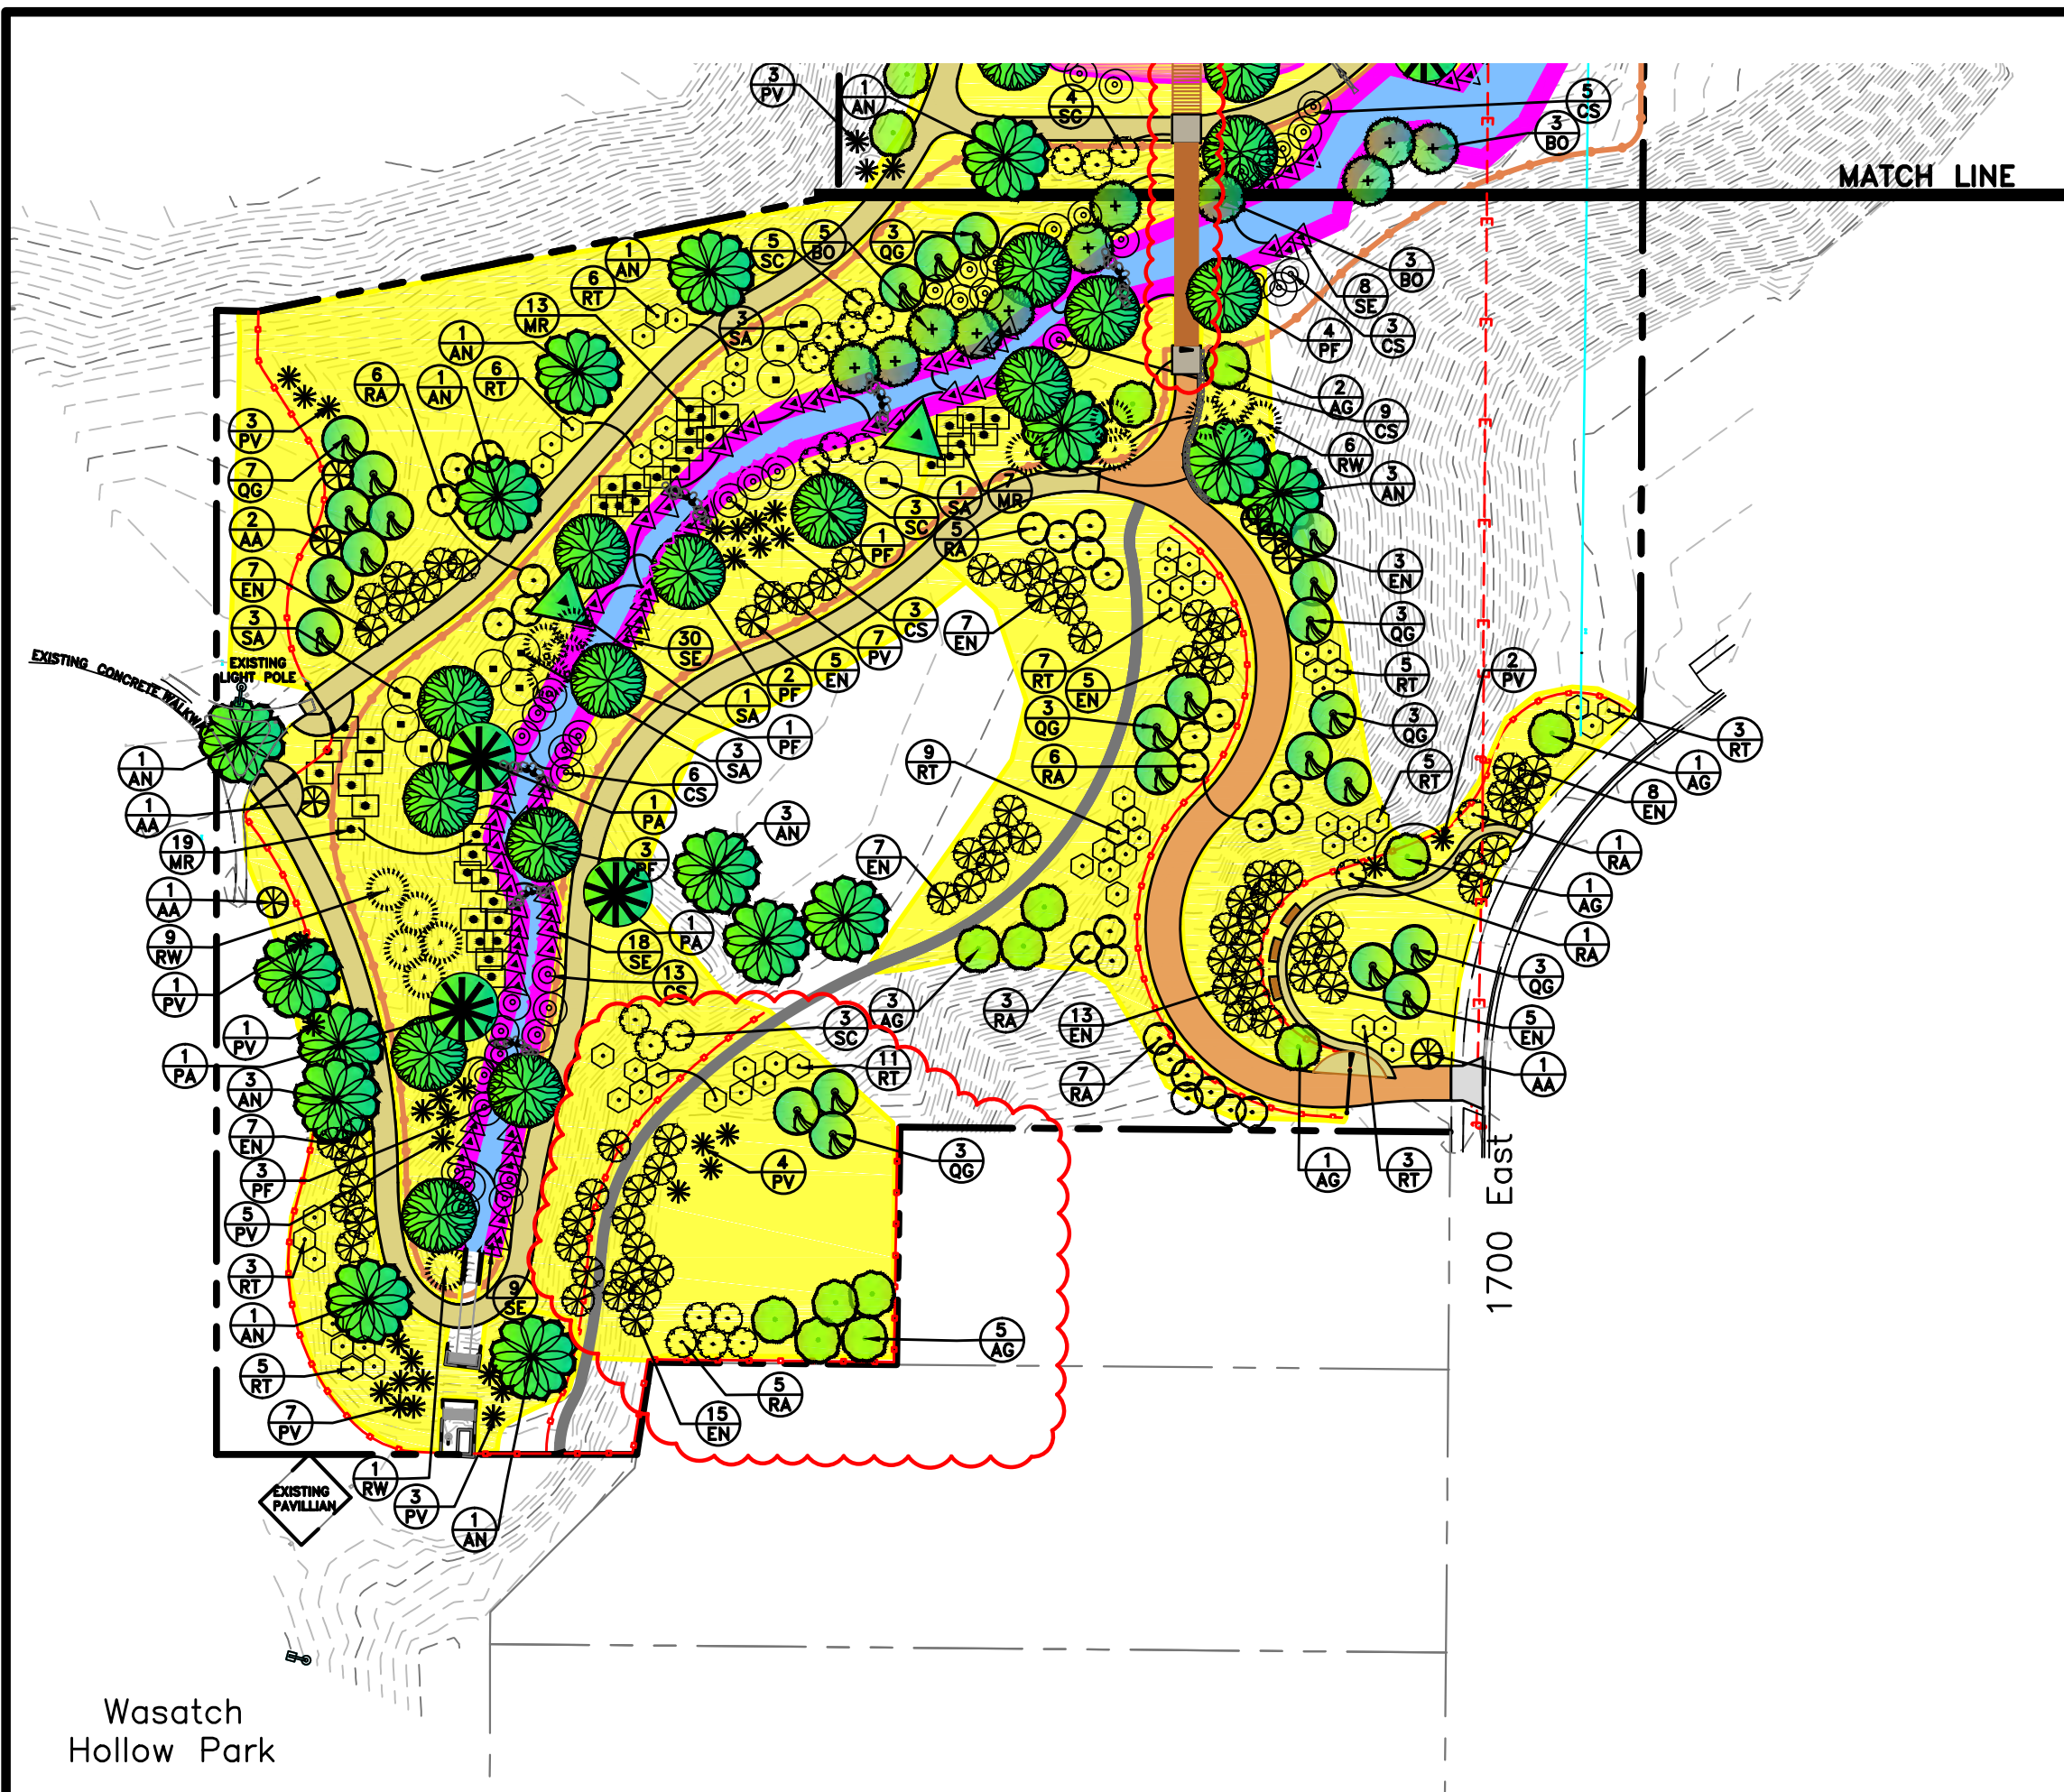 3
PV
1
AN
4
SC
5
CS
3
BO
MATCH LINE
1
AN
5
SC
5
BO
3
QG
6
RT
13
MR
3
SA
3
BO
8
SE
3
CS
4
PF
1
AN
6
RA
1
AN
6
RT
2
AG
9
CS
6
RW
3
AN
3
PV
7
QG
2
AA
7
EN
3
SA
1
SA
7
MR
3
SC
1
PF
5
RA
3
EN
3
QG
5
RT
2
PV
3
QG
5
RT
3
CS
7
PV
5
EN
2
PF
30
SE
1
SA
1
PF
3
SA
6
CS
1
PA
3
PF
7
EN
7
RT
5
EN
3
QG
6
RA
9
RT
EXISTING CONCRETE WALKWAY
EXISTING
LIGHT POLE
3
RT
1
AG
8
EN
1
RA
1
AG
1
RA
3
QG
5
EN
1
AA
1
AN
1
AA
19
MR
1
AA
9
RW
1
PV
3
AN
7
EN
1
PA
18
SE
13
CS
3
AG
3
RA
13
EN
7
RA
1
PV
1
PA
3
AN
7
EN
3
PF
5
PV
3
RT
1
AN
5
RT
7
PV
3
SC
11
RT
4
PV
3
QG
1
AG
3
RT
1700 East
9
SE
5
AG
5
RA
15
EN
1
RW
3
PV
1
AN
EXISTING
PAVILLIAN
Wasatch
Hollow Park